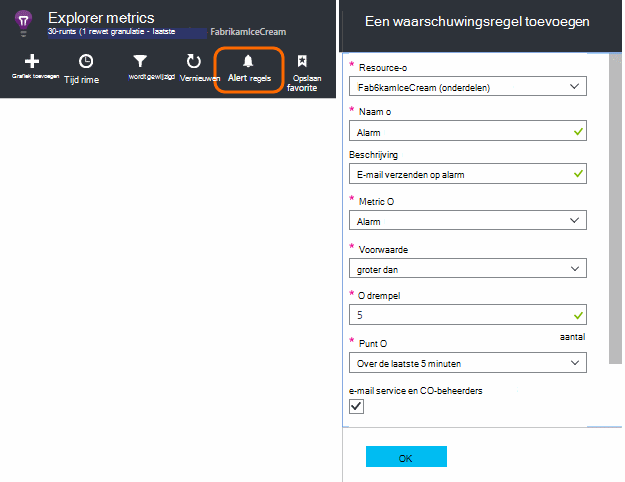 Explorer metrics
30-runts (1 rewet granulatie - laatste FabrikamIceCream
Grafiek toevoegen Tijd rime wordt gewijzigd Vernieuwen Alert regels Opslaan favorite
Een waarschuwingsregel toevoegen
* Resource-o
Fab6kamIceCream (onderdelen)
* Naam o
Alarm
Beschrijving
E-mail verzenden op alarm
* Metric O
Alarm
* Voorwaarde
groter dan
* O drempel
5
aantal
* Punt O
Over de laatste 5 minuten
e-mail service en CO-beheerders
OK